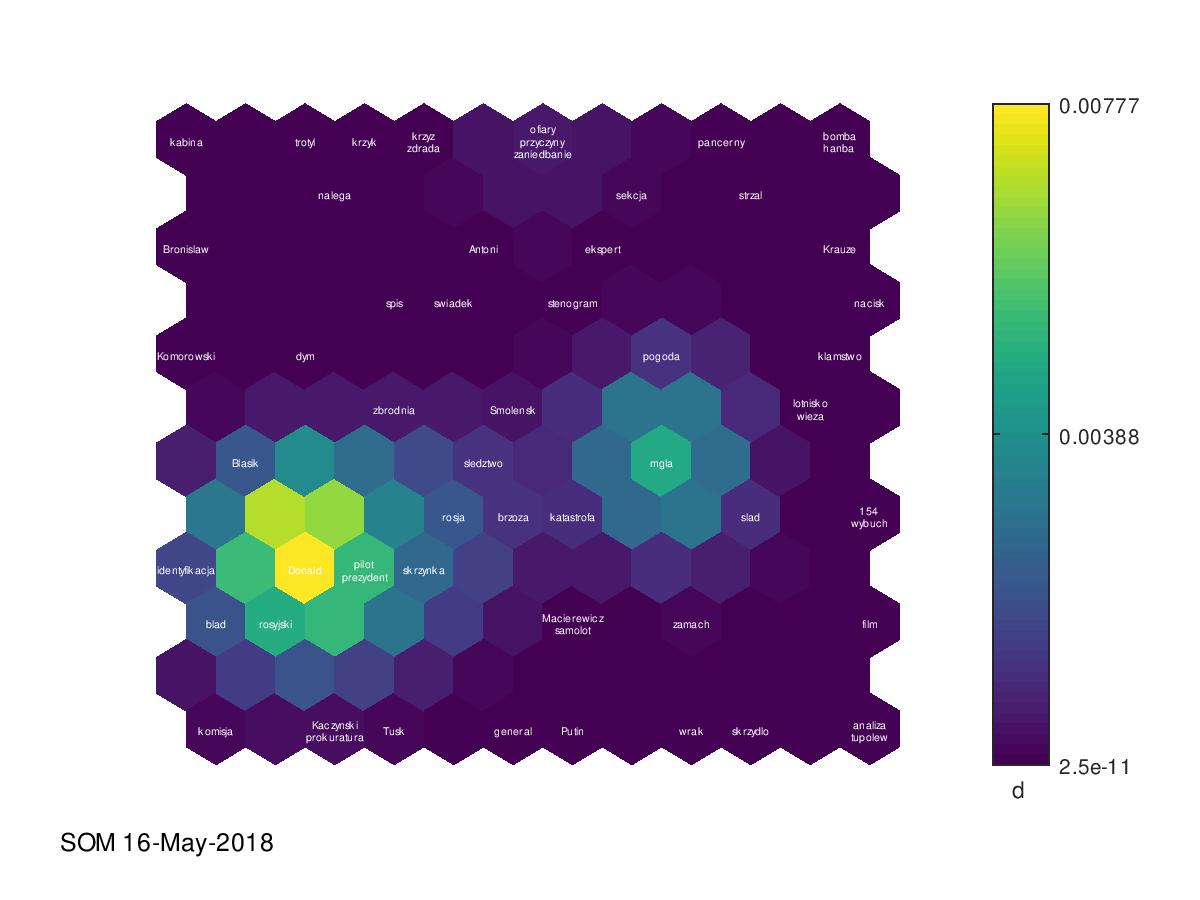 0.00777
ofiary
krzyz
bomba
kabina
trotyl
krzyk
przyczyny
pancerny
zdrada
hanba
zaniedbanie
nalega
sekcja
strzal
Bronislaw
Antoni
ekspert
Krauze
spis
swiadek
stenogram
nacisk
Komorowski
dym
pogoda
klamstwo
lotnisko
zbrodnia
Smolensk
wieza
0.00388
Blasik
sledztwo
mgla
154
rosja
brzoza
katastrofa
slad
wybuch
pilot
identyfikacja
Donald
skrzynka
prezydent
Macierewicz
blad
rosyjski
zamach
film
samolot
Kaczynski
analiza
komisja
Tusk
general
Putin
wrak
skrzydlo
prokuratura
tupolew
2.5e-11
d
SOM 16-May-2018